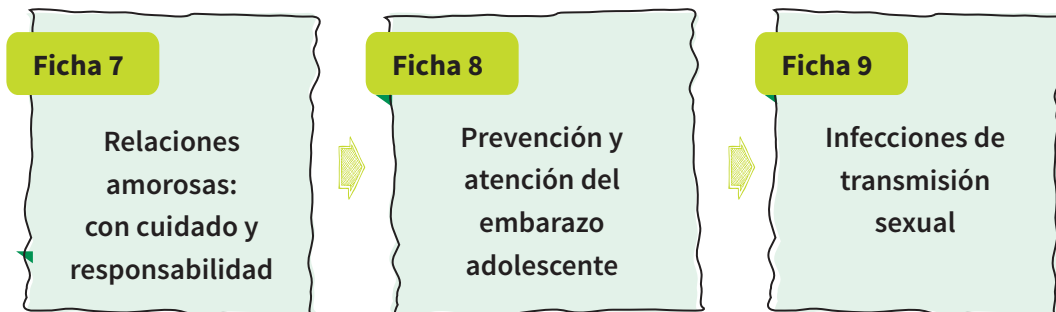 Ficha 7
Relaciones
amorosas:
con cuidado y
responsabilidad
Ficha 8
Prevención y
atención del
embarazo
adolescente
Ficha 9
Infecciones de
transmisión
sexual